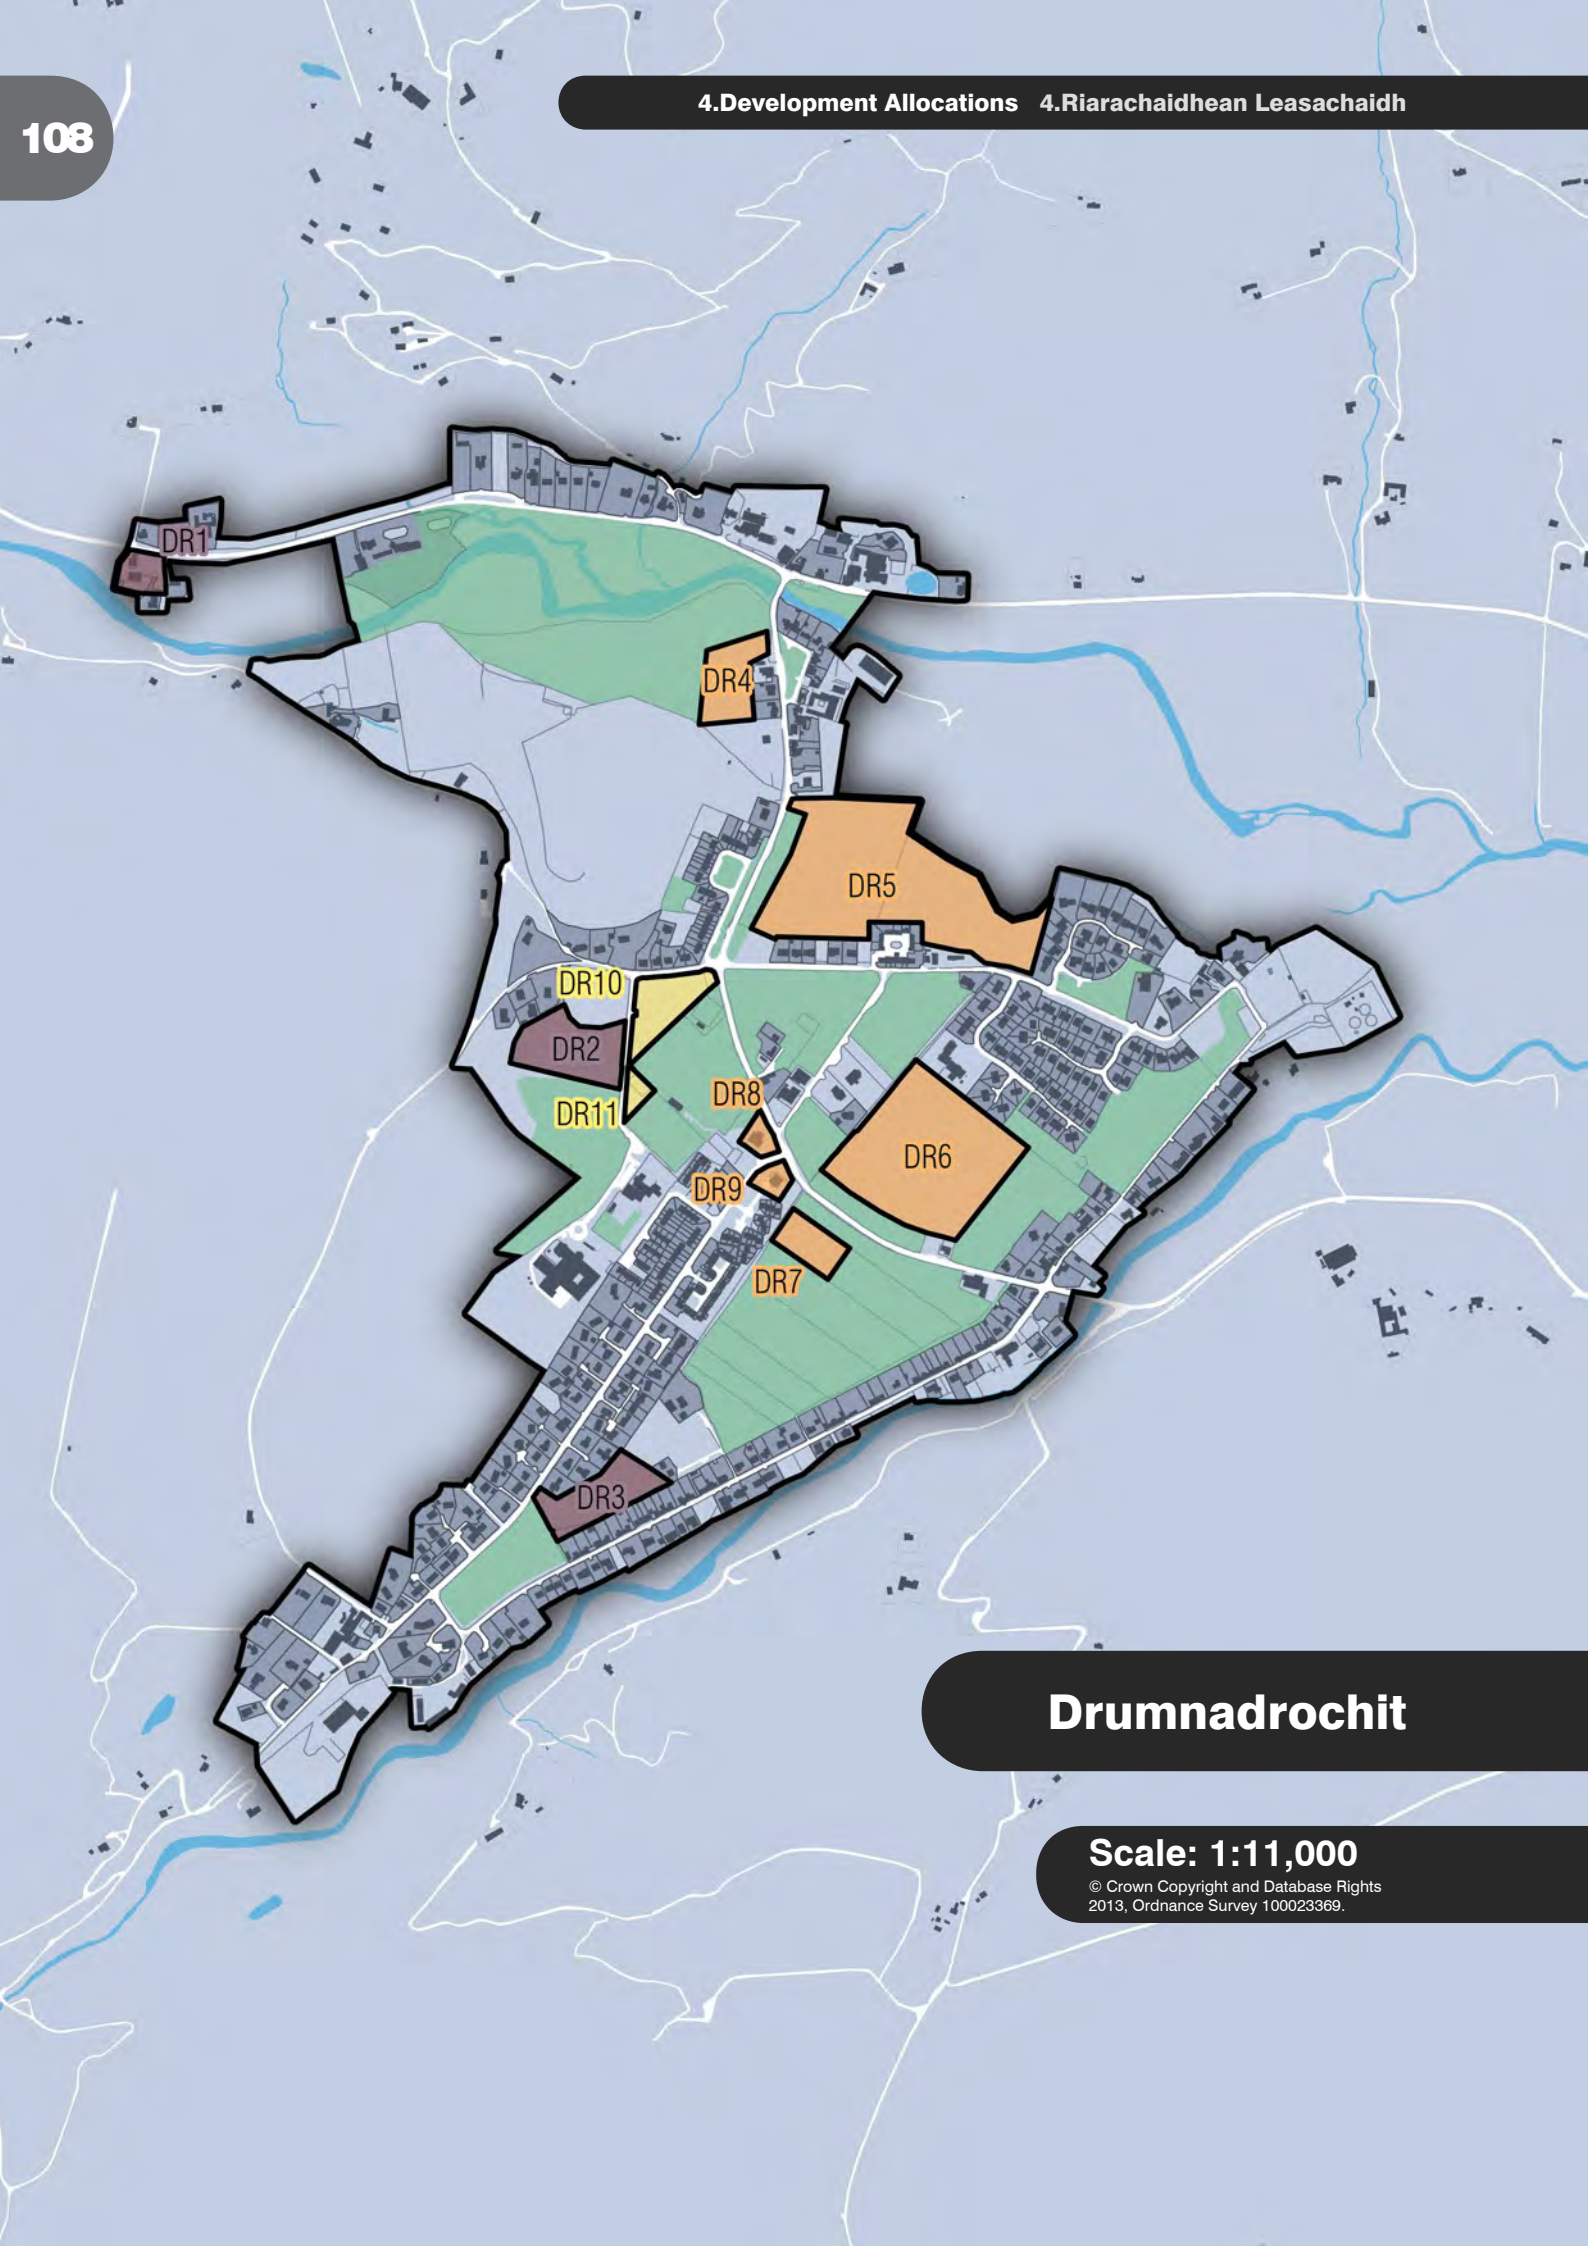 108
4.Development Allocations 4.Riarachaidhean Leasachaidh
DR1
DR4
DR5
DR10
DR2
DR8
DR11
DR6
DR9
DR7
DR3
Drumnadrochit
Scale: 1:11,000
© Crown Copyright and Database Rights
2013, Ordnance Survey 100023369.